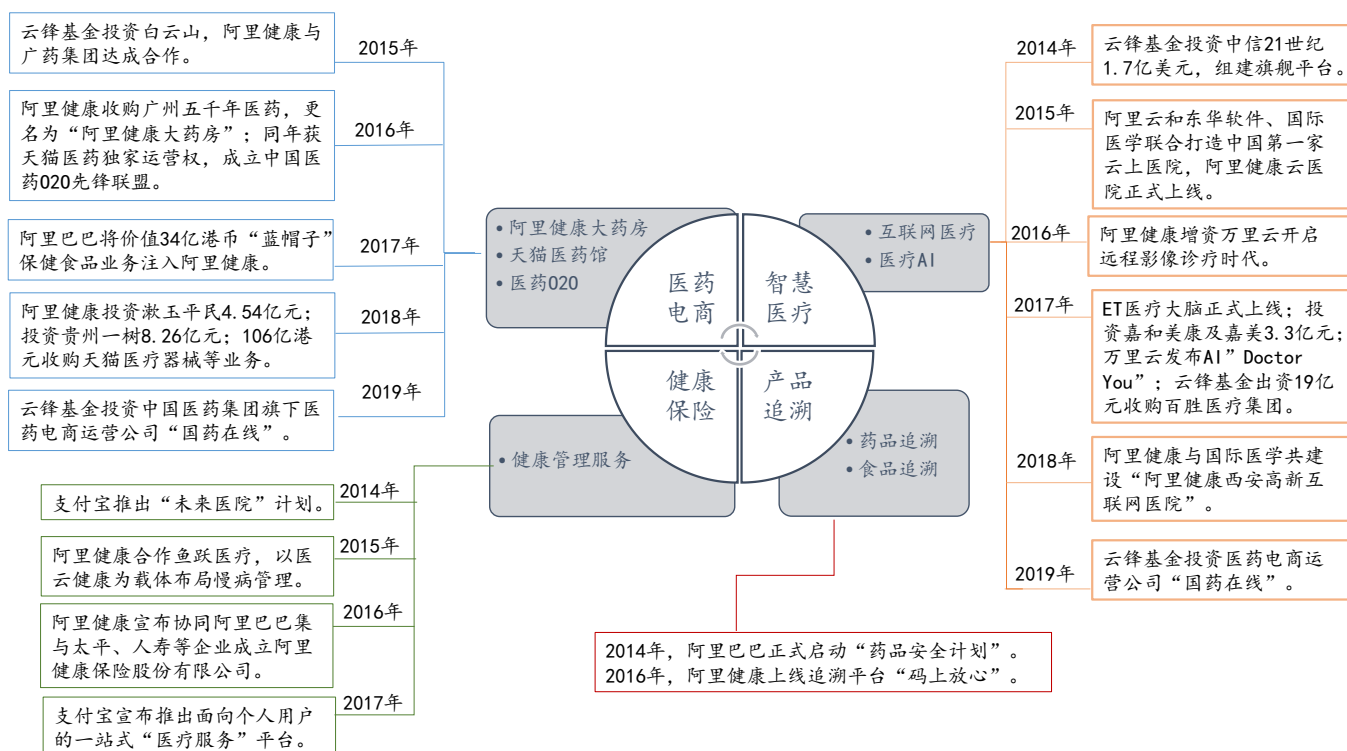 云锋基金投资白云山，阿里健康与
广药集团达成合作。
2015年
阿里健康收购广州五千年医药，更
名为“阿里健康大药房”；同年获
天猫医药独家运营权，成立中国医
药O2O先锋联盟。
2016年
阿里巴巴将价值34亿港币“蓝帽子”
保健食品业务注入阿里健康。
2017年
阿里健康投资漱玉平民4.54亿元；
投资贵州一树8.26亿元；106亿港
元收购天猫医疗器械等业务。
2018年
云锋基金投资中国医药集团旗下医
药电商运营公司“国药在线”。
2019年
• 阿里健康大药房
• 天猫医药馆
• 医药O2O
医药
电商
智慧
医疗
• 互联网医疗
• 医疗AI
健康
保险
产品
追溯
• 健康管理服务
• 药品追溯
• 食品追溯
2014年
云锋基金投资中信21世纪
1.7亿美元，组建旗舰平台。
2015年
阿里云和东华软件、国际
医学联合打造中国第一家
云上医院，阿里健康云医
院正式上线。
2016年
阿里健康增资万里云开启
远程影像诊疗时代。
2017年
ET医疗大脑正式上线；投
资嘉和美康及嘉美3.3亿元；
万里云发布AI”Doctor
You”；云锋基金出资19亿
元收购百胜医疗集团。
2018年
阿里健康与国际医学共建
设“阿里健康西安高新互
联网医院”。
2019年
云锋基金投资医药电商运
营公司“国药在线”。
2014年
支付宝推出“未来医院”计划。
2015年
阿里健康合作鱼跃医疗，以医
云健康为载体布局慢病管理。
2016年
阿里健康宣布协同阿里巴巴集
与太平、人寿等企业成立阿里
健康保险股份有限公司。
2017年
支付宝宣布推出面向个人用户
的一站式“医疗服务”平台。
2014年，阿里巴巴正式启动“药品安全计划”。
2016年，阿里健康上线追溯平台“码上放心”。